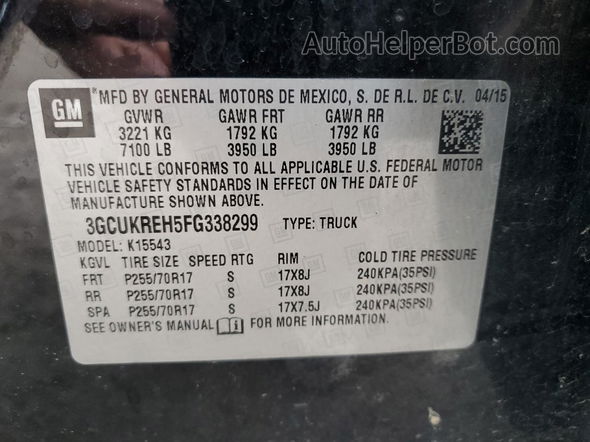 AutoHelperBot.com
GM ® MFD BY GENERAL MOTORS DE MEXICO, S. DE R.L. DE C.V. 04/15
GVWR GAWR FRT GAWR RR
3221 KG 1792 KG 1792 KG
7100 LB 3950 LB 3950 LB
THIS VEHICLE CONFORMS TO ALL APPLICABLE U.S. FEDERAL MOTOR
VEHICLE SAFETY STANDARDS IN EFFECT ON THE DATE OF
MANUFACTURE SHOWN ABOVE.
3GCUKREH5FG338299 TYPE: TRUCK
MODEL: K15543
KGVL TIRE SIZE SPEED RTG RIM COLD TIRE PRESSURE
FRT P255/70R17 S 17X8J 240KPA(35PSI)
RR P255/70R17 S 17X8J 240KPA(35PSI)
SPA P255/70R17 S 17X7.5J 240KPA(35PSI)
SEE OWNER'S MANUAL FOR MORE INFORMATION.